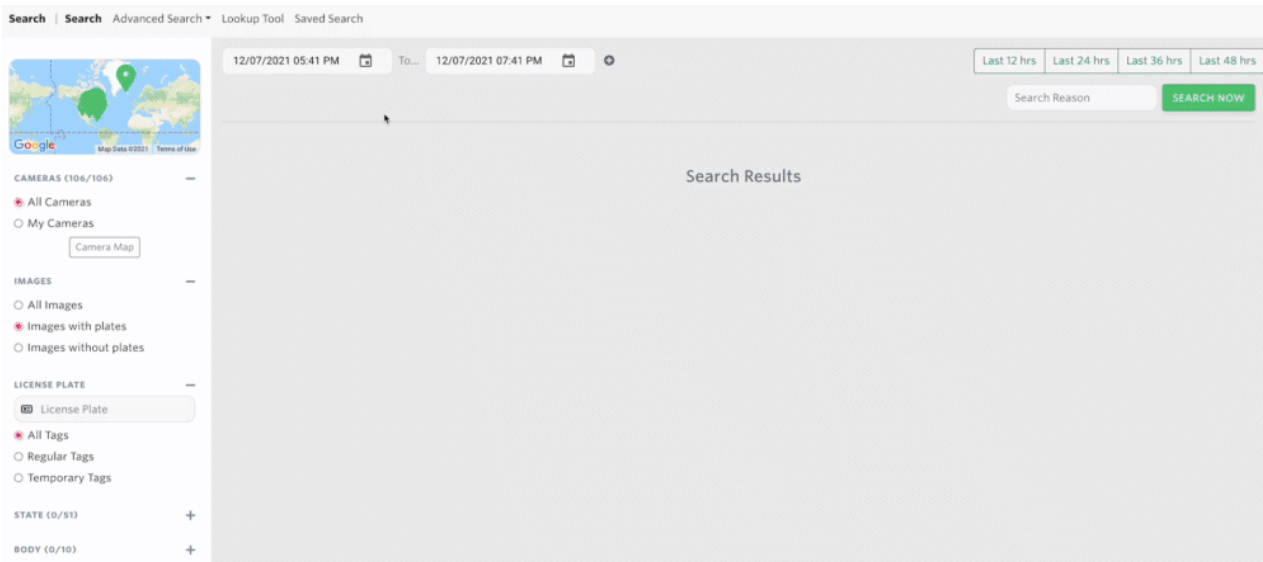 Search | Search Advanced Search Lookup Tool Saved Search
12/07/2021 05:41 PM To... 12/07/2021 07:41 PM
Last 12 hrs Last 24 hrs Last 36 hrs Last 48 hrs
Search Reason SEARCH NOW
Google Map Data ©2021 Terms of Use
Search Results
CAMERAS (106/106)
All Cameras
My Cameras
Camera Map
IMAGES
All Images
Images with plates
Images without plates
LICENSE PLATE
License Plate
All Tags
Regular Tags
Temporary Tags
STATE (0/51)
BODY (0/10)